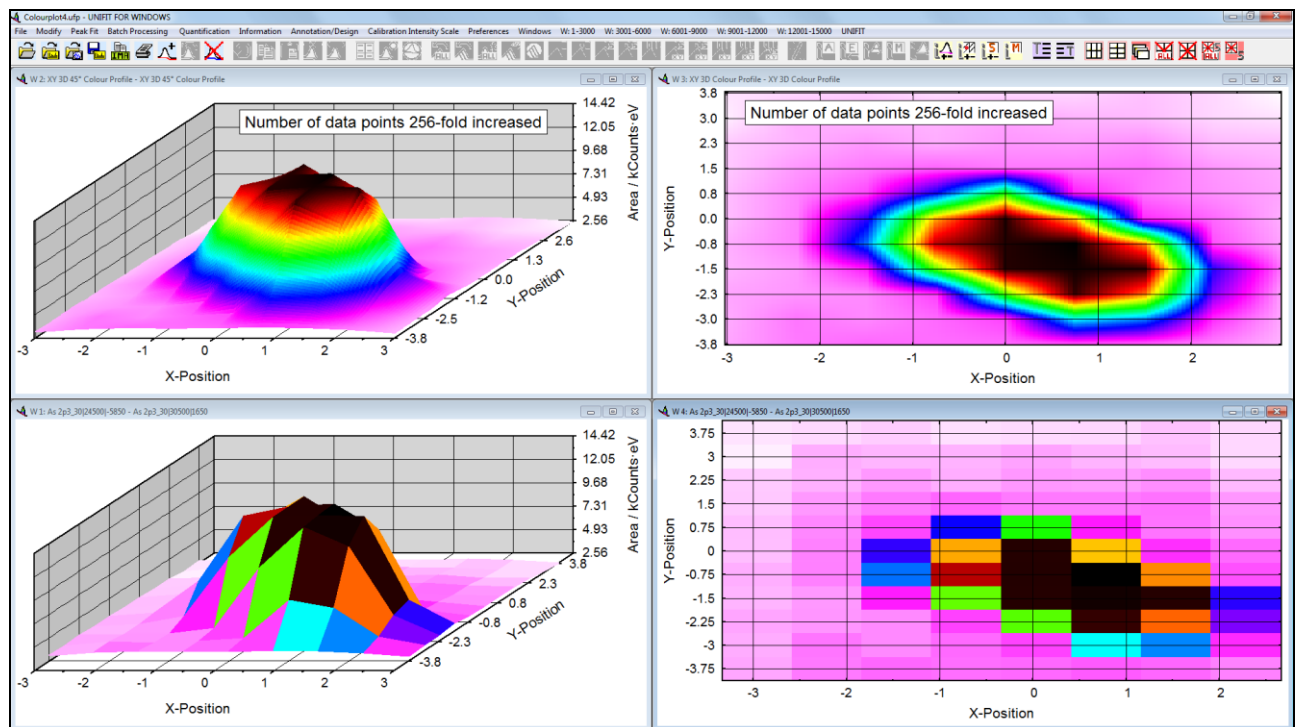 Colourplot4.ufp - UNIFIT FOR WINDOWS
File Modify Peak Fit Batch Processing Quantification Information Annotation/Design Calibration Intensity Scale Preferences Windows W: 1-3000 W: 3001-6000 W: 6001-9000 W: 9001-12000 W: 12001-15000 UNIFIT
W 2: XY 3D 45° Colour Profile - XY 3D 45° Colour Profile
Number of data points 256-fold increased
14.42
12.05
9.68
7.31
4.93
2.56
Area / kCounts·eV
2.6
1.3
0.0
-1.2
-2.5
-3.8
Y-Position
-3 -2 -1 0 1 2 3
X-Position
W 3: XY 3D Colour Profile - XY 3D Colour Profile
Number of data points 256-fold increased
3.8
3.0
2.3
1.5
0.8
0.0
-0.8
-1.5
-2.3
-3.0
-3.8
Y-Position
-3 -2 -1 0 1 2
X-Position
W 1: As 2p3_30|24500|-5850 - As 2p3_30|30500|1650
14.42
12.05
9.68
7.31
4.93
2.56
Area / kCounts·eV
3.8
2.3
0.8
-0.8
-2.3
-3.8
Y-Position
-3 -2 -1 0 1 2 3
X-Position
W 4: As 2p3_30|24500|-5850 - As 2p3_30|30500|1650
3.75
3
2.25
1.5
0.75
0
-0.75
-1.5
-2.25
-3
-3.75
Y-Position
-3 -2 -1 0 1 2
X-Position